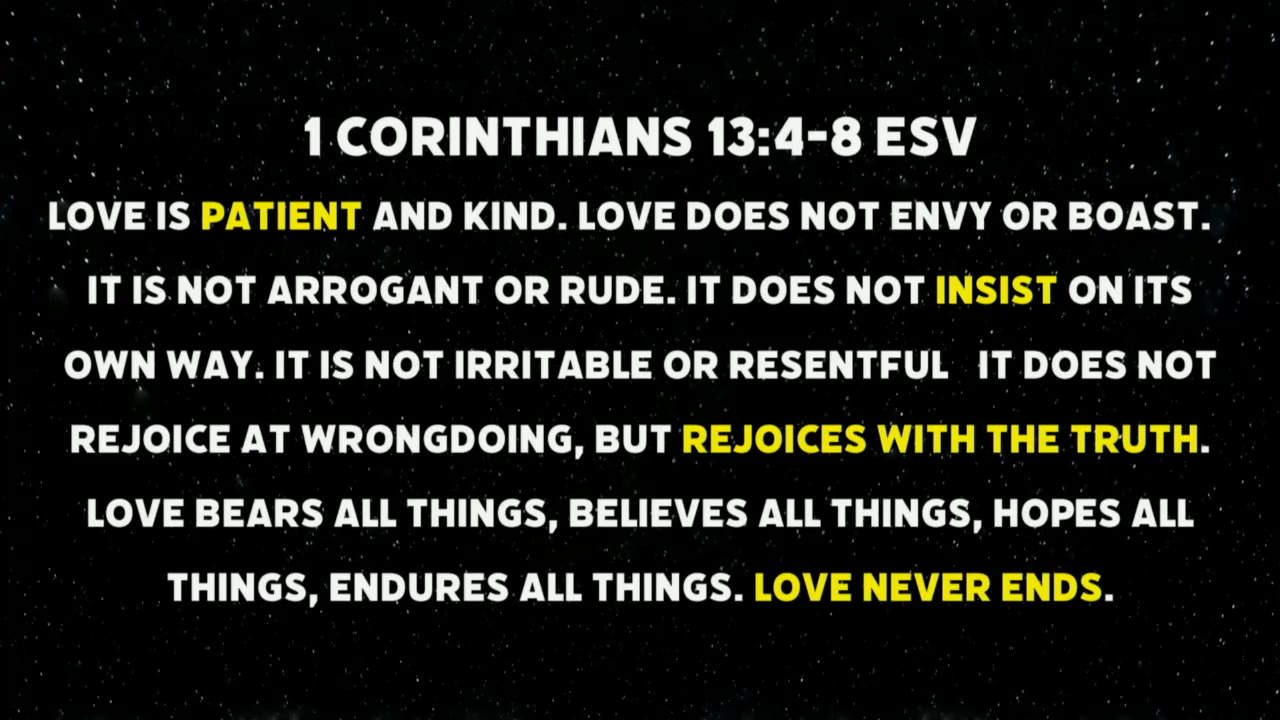 1 CORINTHIANS 13:4-8 ESV
LOVE IS PATIENT AND KIND. LOVE DOES NOT ENVY OR BOAST.
IT IS NOT ARROGANT OR RUDE. IT DOES NOT INSIST ON ITS
OWN WAY. IT IS NOT IRRITABLE OR RESENTFUL IT DOES NOT
REJOICE AT WRONGDOING, BUT REJOICES WITH THE TRUTH.
LOVE BEARS ALL THINGS, BELIEVES ALL THINGS, HOPES ALL
THINGS, ENDURES ALL THINGS. LOVE NEVER ENDS.